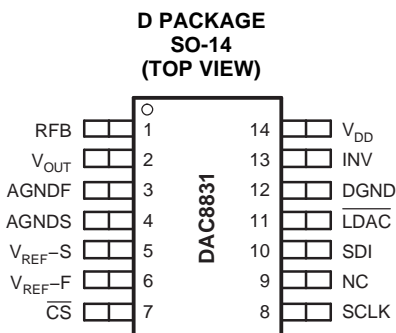 D PACKAGE
SO-14
(TOP VIEW)
RFB 1 14 VDD
VOUT 2 13 INV
AGNDF 3 12 DGND
AGNDS 4 11 LDAC
VREF−S 5 10 SDI
VREF−F 6 9 NC
CS 7 8 SCLK
DAC8831